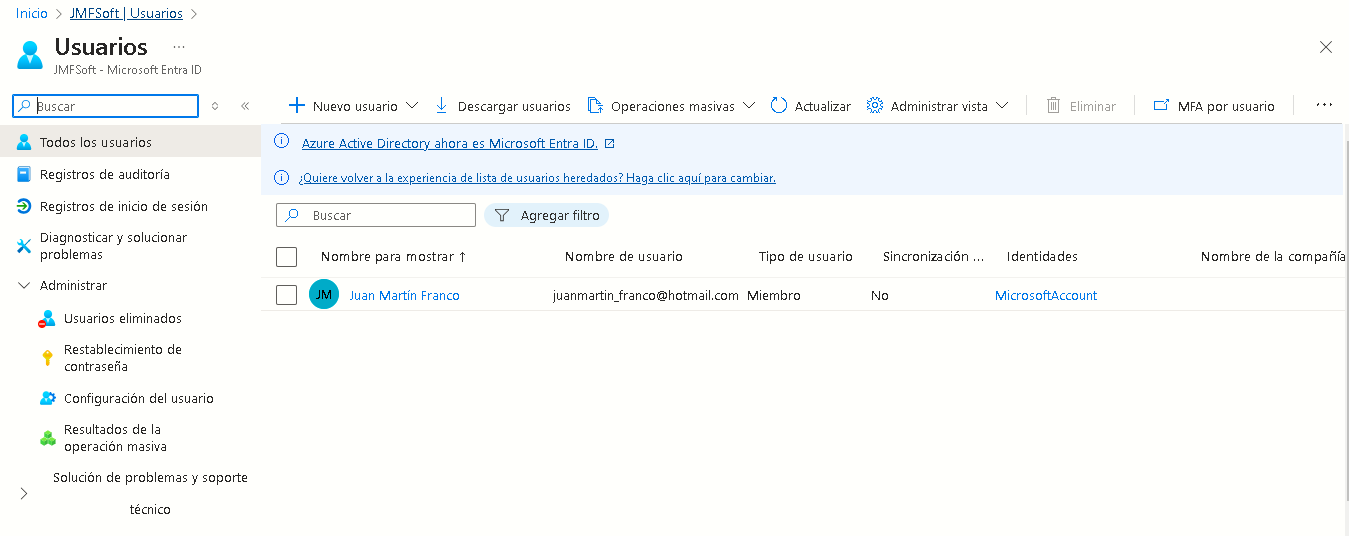 Inicio > JMFSoft | Usuarios >
Usuarios ...
JMFSoft - Microsoft Entra ID
Buscar
Todos los usuarios
Registros de auditoría
Registros de inicio de sesión
Diagnosticar y solucionar
problemas
Administrar
Usuarios eliminados
Restablecimiento de
contraseña
Configuración del usuario
Resultados de la
operación masiva
Solución de problemas y soporte
técnico
Nuevo usuario Descargar usuarios Operaciones masivas Actualizar Administrar vista Eliminar MFA por usuario ...
Azure Active Directory ahora es Microsoft Entra ID.
¿Quiere volver a la experiencia de lista de usuarios heredados? Haga clic aquí para cambiar.
Buscar Agregar filtro
Nombre para mostrar ↑ Nombre de usuario Tipo de usuario Sincronización ... Identidades Nombre de la compañía
JM Juan Martín Franco juanmartin_franco@hotmail.com Miembro No MicrosoftAccount